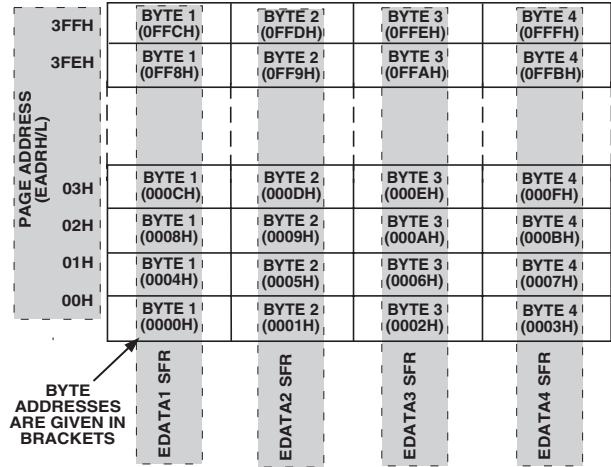 3FFH
BYTE 1
(0FFCH)
BYTE 2
(0FFDH)
BYTE 3
(0FFEH)
BYTE 4
(0FFFH)
3FEH
BYTE 1
(0FF8H)
BYTE 2
(0FF9H)
BYTE 3
(0FFAH)
BYTE 4
(0FFBH)
PAGE ADDRESS
(EADRH/L)
03H
BYTE 1
(000CH)
BYTE 2
(000DH)
BYTE 3
(000EH)
BYTE 4
(000FH)
02H
BYTE 1
(0008H)
BYTE 2
(0009H)
BYTE 3
(000AH)
BYTE 4
(000BH)
01H
BYTE 1
(0004H)
BYTE 2
(0005H)
BYTE 3
(0006H)
BYTE 4
(0007H)
00H
BYTE 1
(0000H)
BYTE 2
(0001H)
BYTE 3
(0002H)
BYTE 4
(0003H)
BYTE
ADDRESSES
ARE GIVEN IN
BRACKETS
EDATA1 SFR
EDATA2 SFR
EDATA3 SFR
EDATA4 SFR